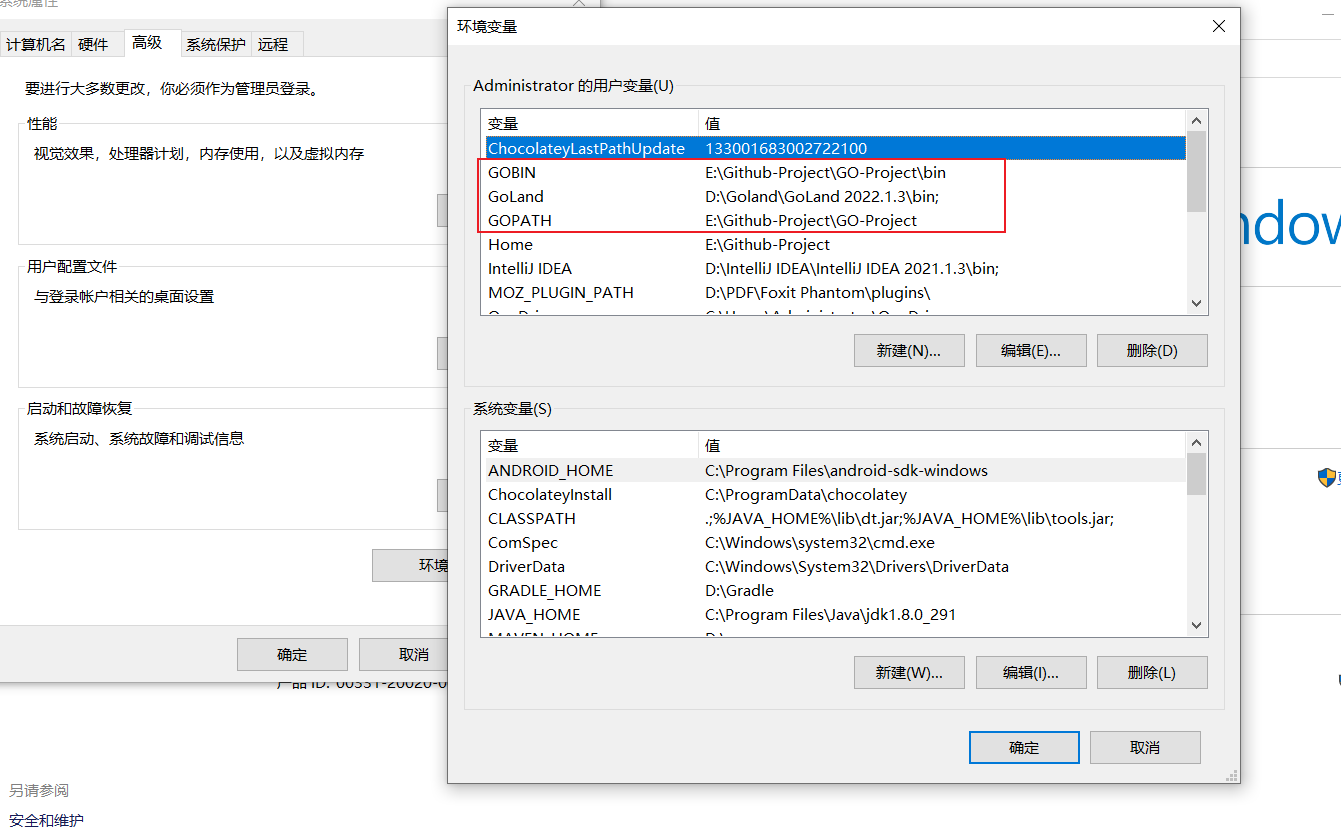 系统属性
计算机名 硬件 高级 系统保护 远程
要进行大多数更改，你必须作为管理员登录。
性能
视觉效果，处理器计划，内存使用，以及虚拟内存
用户配置文件
与登录帐户相关的桌面设置
启动和故障恢复
系统启动、系统故障和调试信息
环境
确定 取消
产品 ID: 00331-20020-0
另请参阅
安全和维护
环境变量
Administrator 的用户变量(U)
变量 值
ChocolateyLastPathUpdate 133001683002722100
GOBIN E:\Github-Project\GO-Project\bin
GoLand D:\Goland\GoLand 2022.1.3\bin;
GOPATH E:\Github-Project\GO-Project
Home E:\Github-Project
IntelliJ IDEA D:\IntelliJ IDEA\IntelliJ IDEA 2021.1.3\bin;
MOZ_PLUGIN_PATH D:\PDF\Foxit Phantom\plugins\
新建(N)... 编辑(E)... 删除(D)
系统变量(S)
变量 值
ANDROID_HOME C:\Program Files\android-sdk-windows
ChocolateyInstall C:\ProgramData\chocolatey
CLASSPATH .;%JAVA_HOME%\lib\dt.jar;%JAVA_HOME%\lib\tools.jar;
ComSpec C:\Windows\system32\cmd.exe
DriverData C:\Windows\System32\Drivers\DriverData
GRADLE_HOME D:\Gradle
JAVA_HOME C:\Program Files\Java\jdk1.8.0_291
MAVEN_HOME
新建(W)... 编辑(I)... 删除(L)
确定 取消
ndow